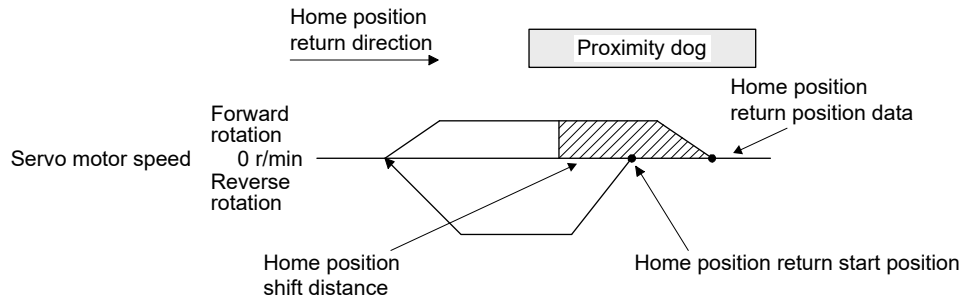 Home position
return direction
Proximity dog
Home position
return position data
Forward
rotation
Servo motor speed
0 r/min
Reverse
rotation
Home position
shift distance
Home position return start position